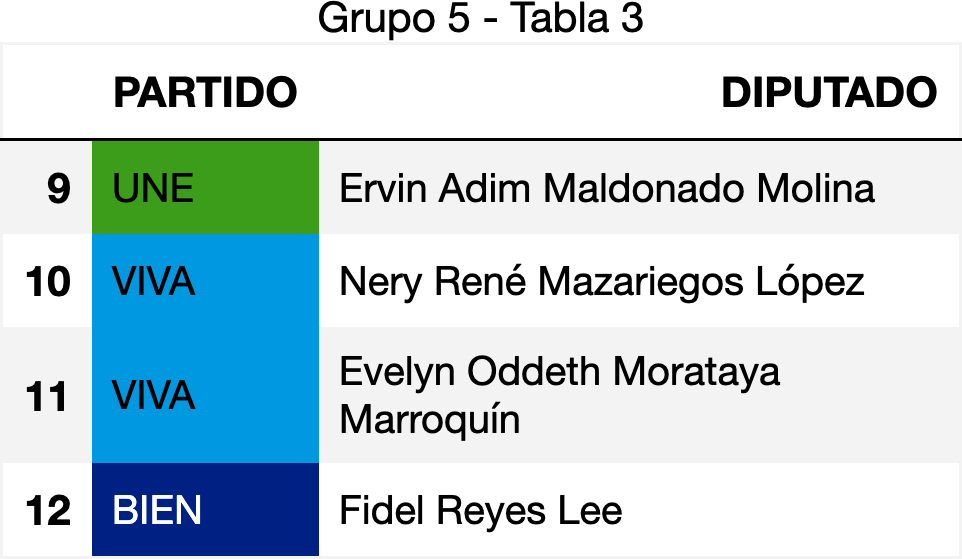 Grupo 5 - Tabla 3
PARTIDO DIPUTADO
9 UNE Ervin Adim Maldonado Molina
10 VIVA Nery René Mazariegos López
11 VIVA Evelyn Oddeth Morataya
Marroquín
12 BIEN Fidel Reyes Lee